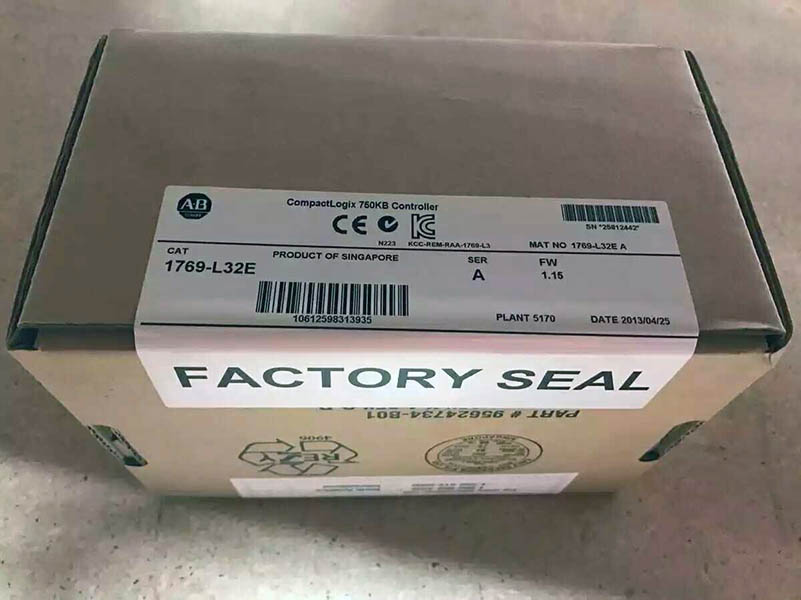 AB
CompactLogix 750KB Controller
CE
N223 KCC-REM-RAA-1769-L3
SN "25812442"
MAT NO 1769-L32E A
CAT
1769-L32E
PRODUCT OF SINGAPORE
SER
A
FW
1.15
10612598313935
PLANT 5170
DATE 2013/04/25
FACTORY SEAL
PART # 95624734-B01
4906